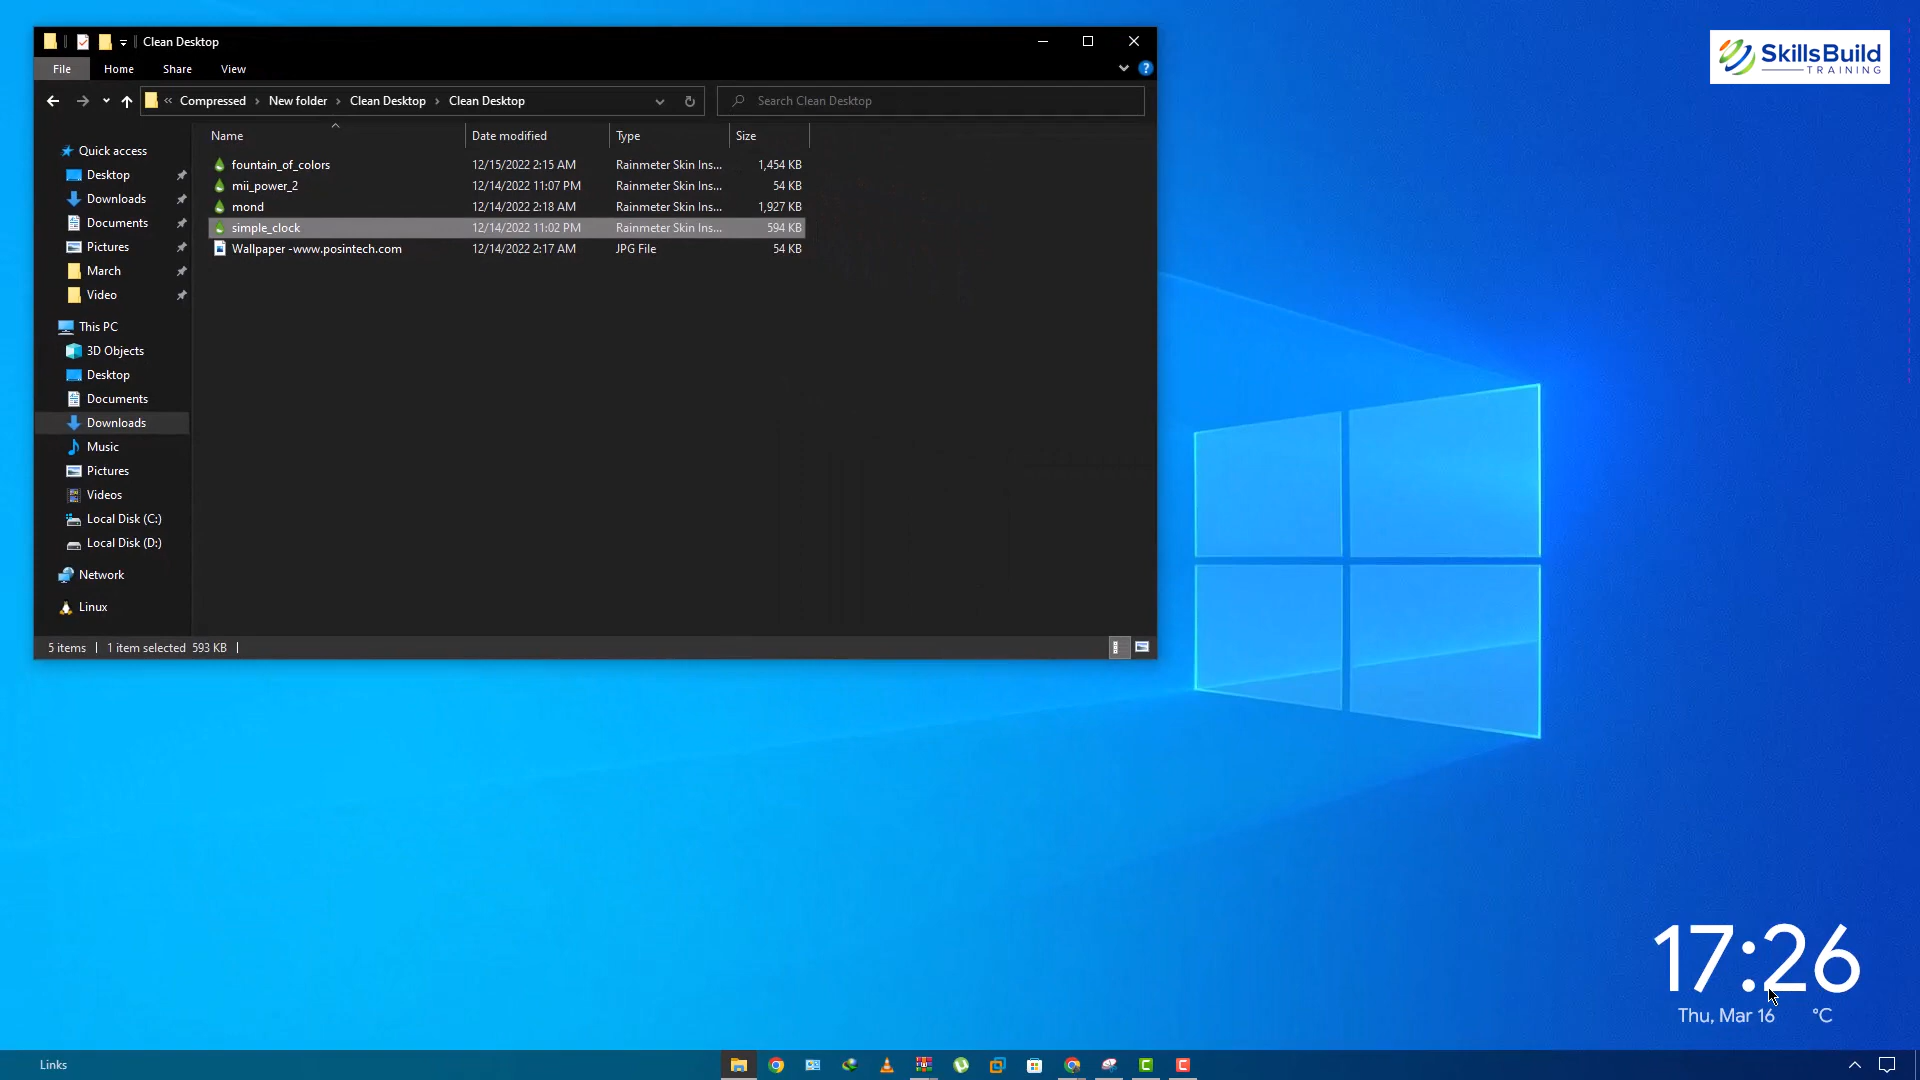 Clean Desktop
File Home Share View
« Compressed > New folder > Clean Desktop > Clean Desktop
Search Clean Desktop
Name Date modified Type Size
fountain_of_colors 12/15/2022 2:15 AM Rainmeter Skin Ins... 1,454 KB
mii_power_2 12/14/2022 11:07 PM Rainmeter Skin Ins... 54 KB
mond 12/14/2022 2:18 AM Rainmeter Skin Ins... 1,927 KB
simple_clock 12/14/2022 11:02 PM Rainmeter Skin Ins... 594 KB
Wallpaper -www.posintech.com 12/14/2022 2:17 AM JPG File 54 KB
Quick access
Desktop
Downloads
Documents
Pictures
March
Video
This PC
3D Objects
Desktop
Documents
Downloads
Music
Pictures
Videos
Local Disk (C:)
Local Disk (D:)
Network
Linux
5 items 1 item selected 593 KB
SkillsBuild
TRAINING
17:26
Thu, Mar 16 °C
Links